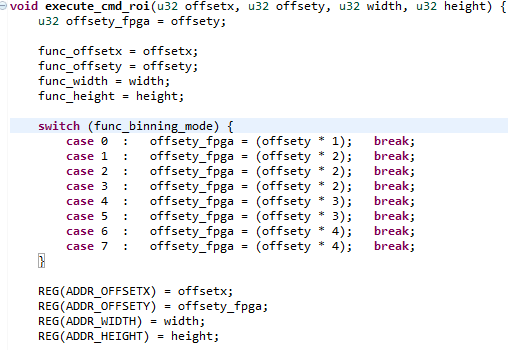 void execute_cmd_roi(u32 offsetx, u32 offsety, u32 width, u32 height) {
    u32 offsety_fpga = offsety;

    func_offsetx = offsetx;
    func_offsety = offsety;
    func_width = width;
    func_height = height;

    switch (func_binning_mode) {
        case 0  :   offsety_fpga = (offsety * 1);   break;
        case 1  :   offsety_fpga = (offsety * 2);   break;
        case 2  :   offsety_fpga = (offsety * 2);   break;
        case 3  :   offsety_fpga = (offsety * 2);   break;
        case 4  :   offsety_fpga = (offsety * 3);   break;
        case 5  :   offsety_fpga = (offsety * 3);   break;
        case 6  :   offsety_fpga = (offsety * 4);   break;
        case 7  :   offsety_fpga = (offsety * 4);   break;
    }

    REG(ADDR_OFFSETX) = offsetx;
    REG(ADDR_OFFSETY) = offsety_fpga;
    REG(ADDR_WIDTH) = width;
    REG(ADDR_HEIGHT) = height;